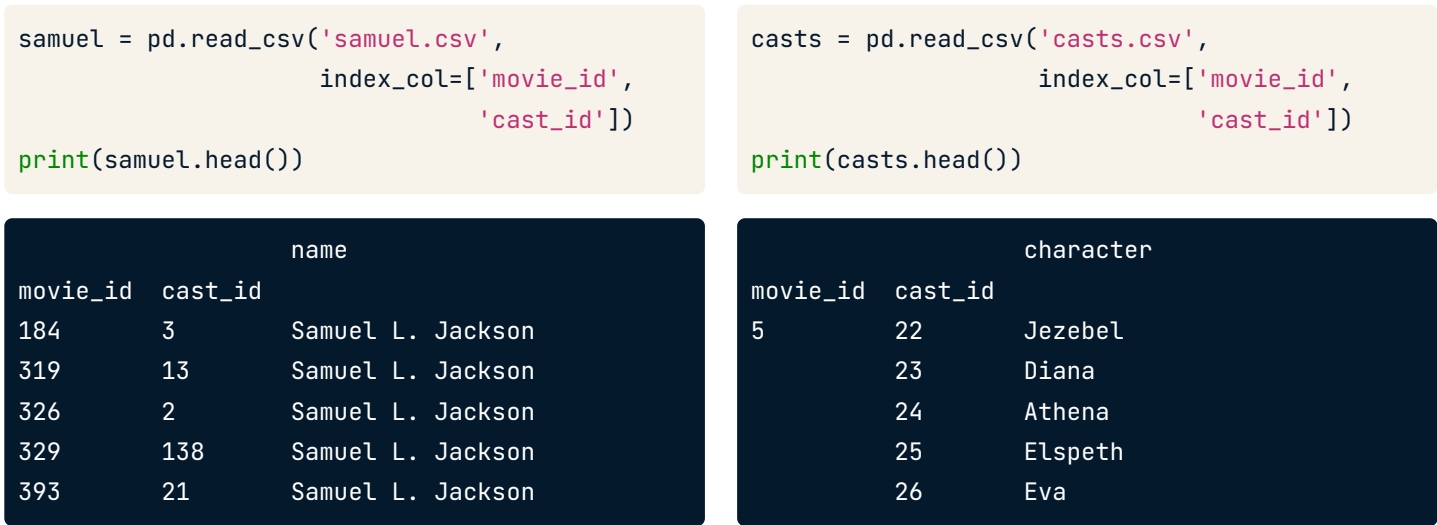 samuel = pd.read_csv('samuel.csv',
index_col=['movie_id',
'cast_id'])
print(samuel.head())
name
movie_id cast_id
184 3 Samuel L. Jackson
319 13 Samuel L. Jackson
326 2 Samuel L. Jackson
329 138 Samuel L. Jackson
393 21 Samuel L. Jackson
casts = pd.read_csv('casts.csv',
index_col=['movie_id',
'cast_id'])
print(casts.head())
character
movie_id cast_id
5 22 Jezebel
23 Diana
24 Athena
25 Elspeth
26 Eva